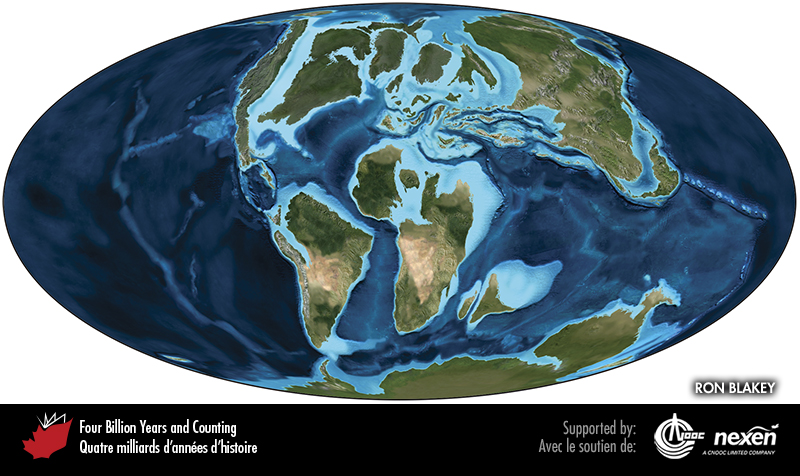 RON BLAKEY
Four Billion Years and Counting
Quatre milliards d'années d'histoire
Supported by:
Avec le soutien de:
CNOOC
nexen
A CNOOC LIMITED COMPANY